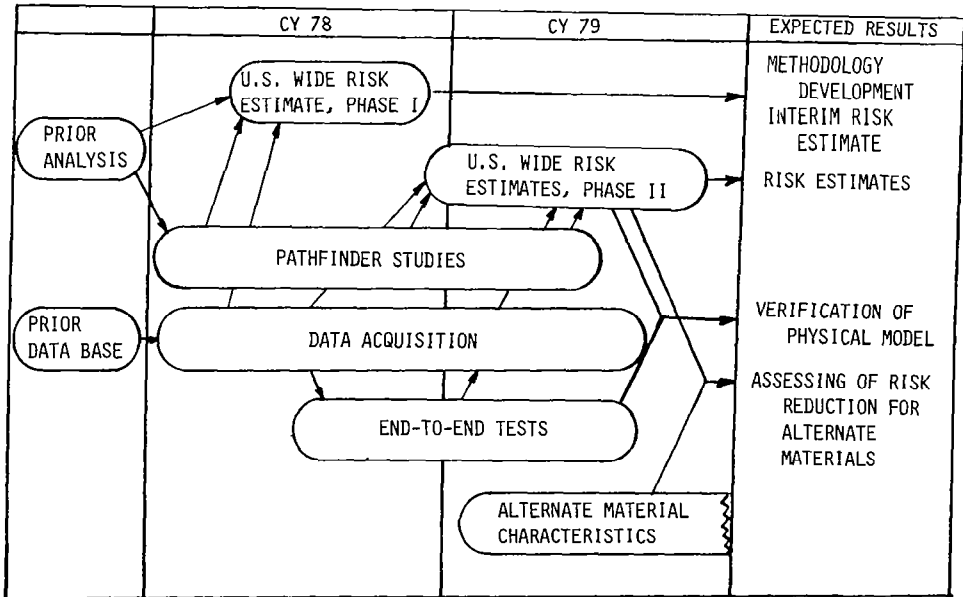 CY 78
CY 79
EXPECTED RESULTS
U.S. WIDE RISK
ESTIMATE, PHASE I
METHODOLOGY
DEVELOPMENT
INTERIM RISK
ESTIMATE
PRIOR
ANALYSIS
U.S. WIDE RISK
ESTIMATES, PHASE II
RISK ESTIMATES
PATHFINDER STUDIES
PRIOR
DATA BASE
DATA ACQUISITION
VERIFICATION OF
PHYSICAL MODEL
END-TO-END TESTS
ASSESSING OF RISK
REDUCTION FOR
ALTERNATE
MATERIALS
ALTERNATE MATERIAL
CHARACTERISTICS